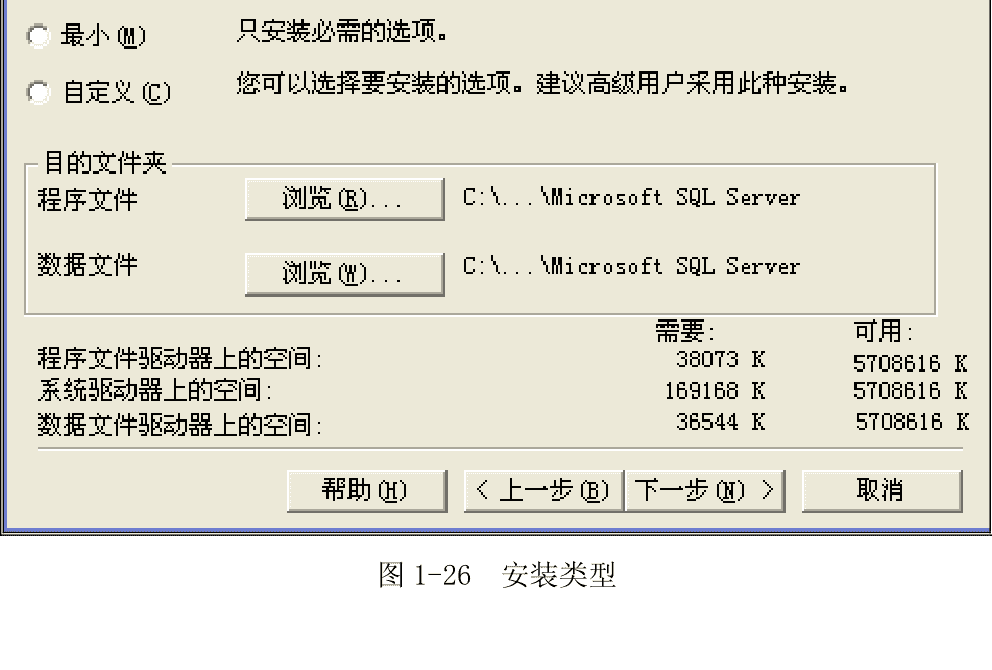 最小(M) 只安装必需的选项。
自定义(C) 您可以选择要安装的选项。建议高级用户采用此种安装。
目的文件夹
程序文件 浏览(R)... C:\...\Microsoft SQL Server
数据文件 浏览(W)... C:\...\Microsoft SQL Server
需要: 可用:
程序文件驱动器上的空间: 38073 K 5708616 K
系统驱动器上的空间: 169168 K 5708616 K
数据文件驱动器上的空间: 36544 K 5708616 K
帮助(H) < 上一步(B) 下一步(N) > 取消
图 1-26 安装类型